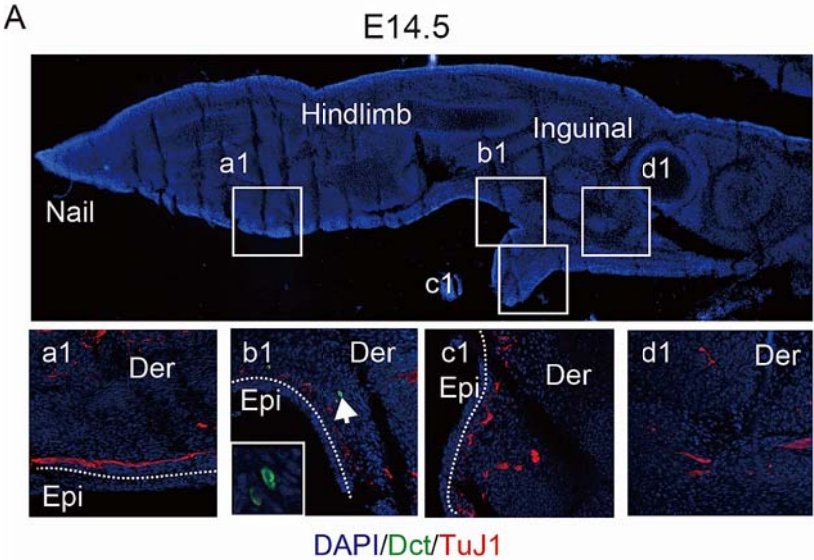 A
E14.5
Hindlimb
Inguinal
a1
b1
d1
Nail
c1
a1
Der
Epi
b1
Der
Epi
c1
Epi
Der
d1
Der
DAPI/Dct/TuJ1